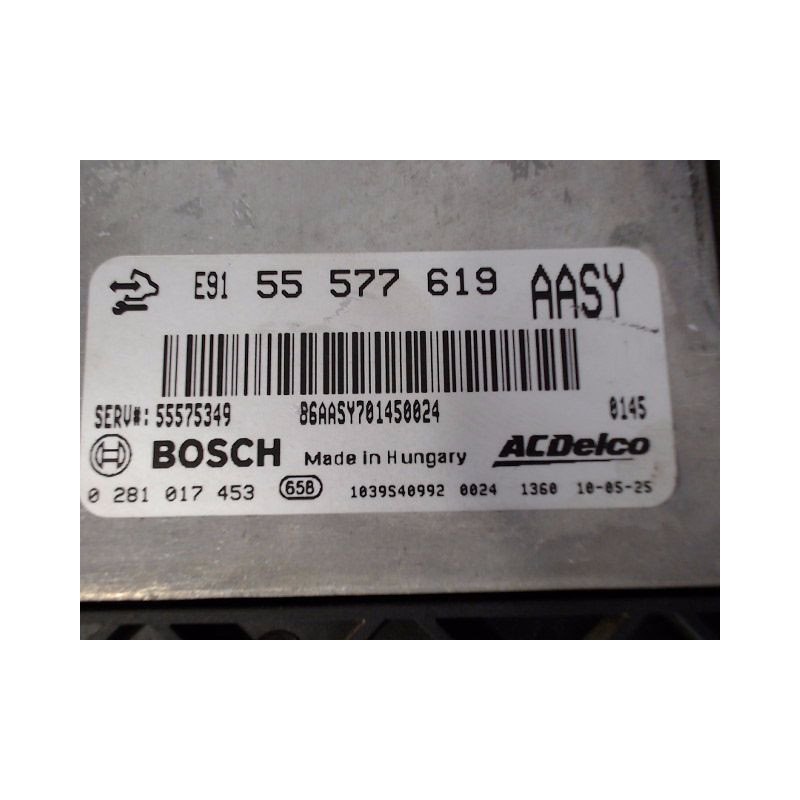 E91 55 577 619 AASY
SERV#: 55575349 86AASY701450024 0145
BOSCH Made in Hungary ACDelco
0 281 017 453 658 1039S40992 0024 1360 10-05-25